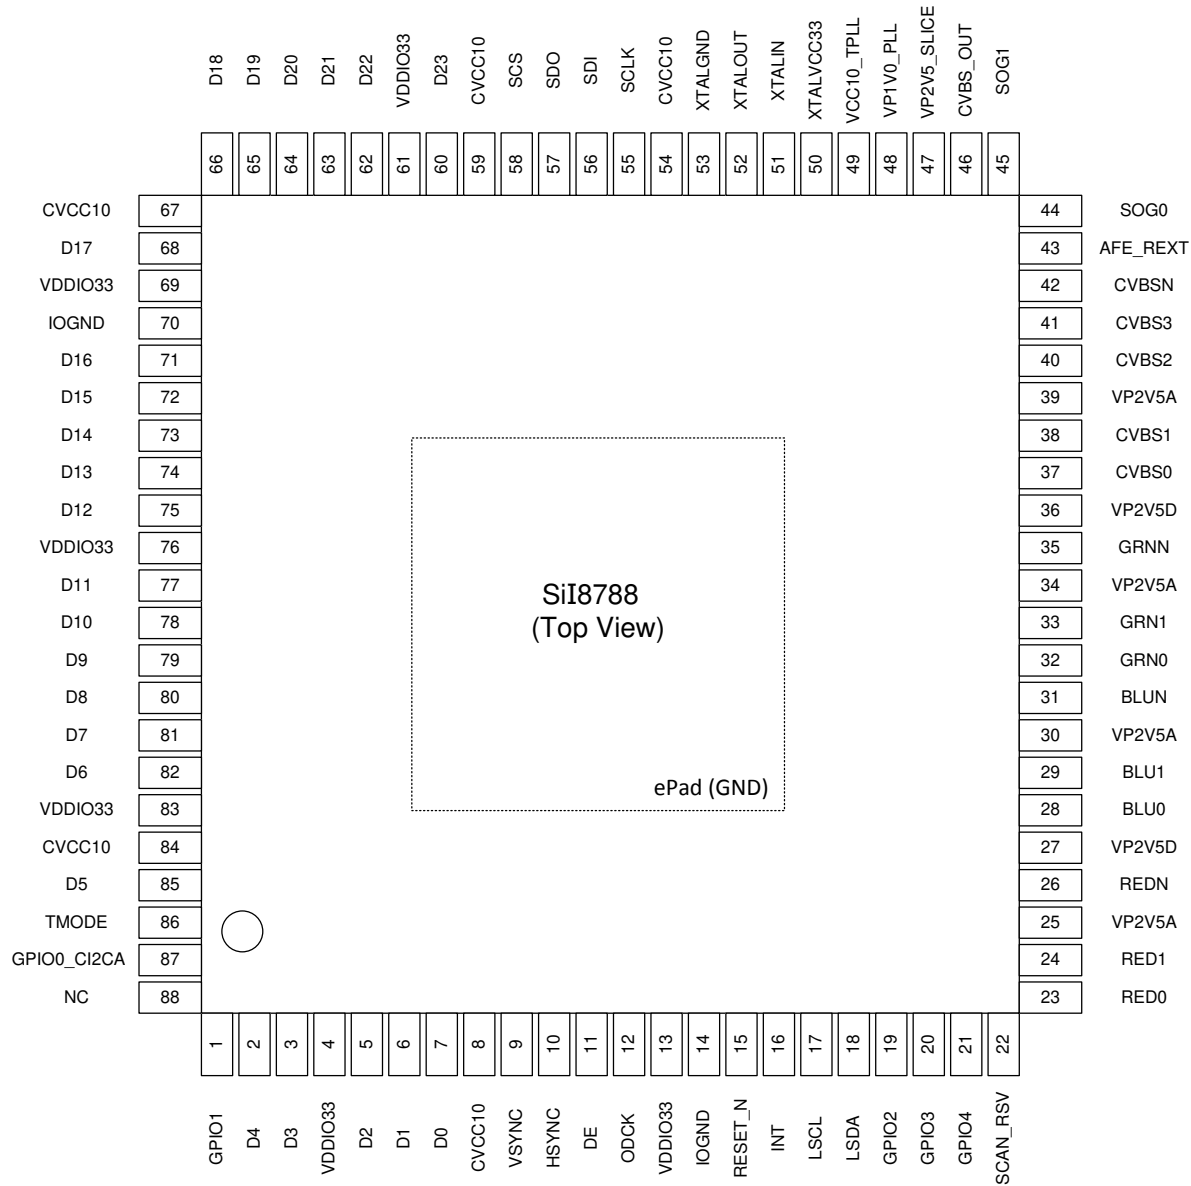 D18
D19
D20
D21
D22
VDDIO33
D23
CVCC10
SCS
SDO
SDI
SCLK
CVCC10
XTALGND
XTALOUT
XTALIN
XTALVCC33
VCC10_TPLL
VP1V0_PLL
VP2V5_SLICE
CVBS_OUT
SOG1
66
65
64
63
62
61
60
59
58
57
56
55
54
53
52
51
50
49
48
47
46
45
CVCC10 67
D17 68
VDDIO33 69
IOGND 70
D16 71
D15 72
D14 73
D13 74
D12 75
VDDIO33 76
D11 77
D10 78
D9 79
D8 80
D7 81
D6 82
VDDIO33 83
CVCC10 84
D5 85
TMODE 86
GPIO0_CI2CA 87
NC 88
SiI8788
(Top View)
ePad (GND)
44 SOG0
43 AFE_REXT
42 CVBSN
41 CVBS3
40 CVBS2
39 VP2V5A
38 CVBS1
37 CVBS0
36 VP2V5D
35 GRNN
34 VP2V5A
33 GRN1
32 GRN0
31 BLUN
30 VP2V5A
29 BLU1
28 BLU0
27 VP2V5D
26 REDN
25 VP2V5A
24 RED1
23 RED0
1
2
3
4
5
6
7
8
9
10
11
12
13
14
15
16
17
18
19
20
21
22
GPIO1
D4
D3
VDDIO33
D2
D1
D0
CVCC10
VSYNC
HSYNC
DE
ODCK
VDDIO33
IOGND
RESET_N
INT
LSCL
LSDA
GPIO2
GPIO3
GPIO4
SCAN_RSV